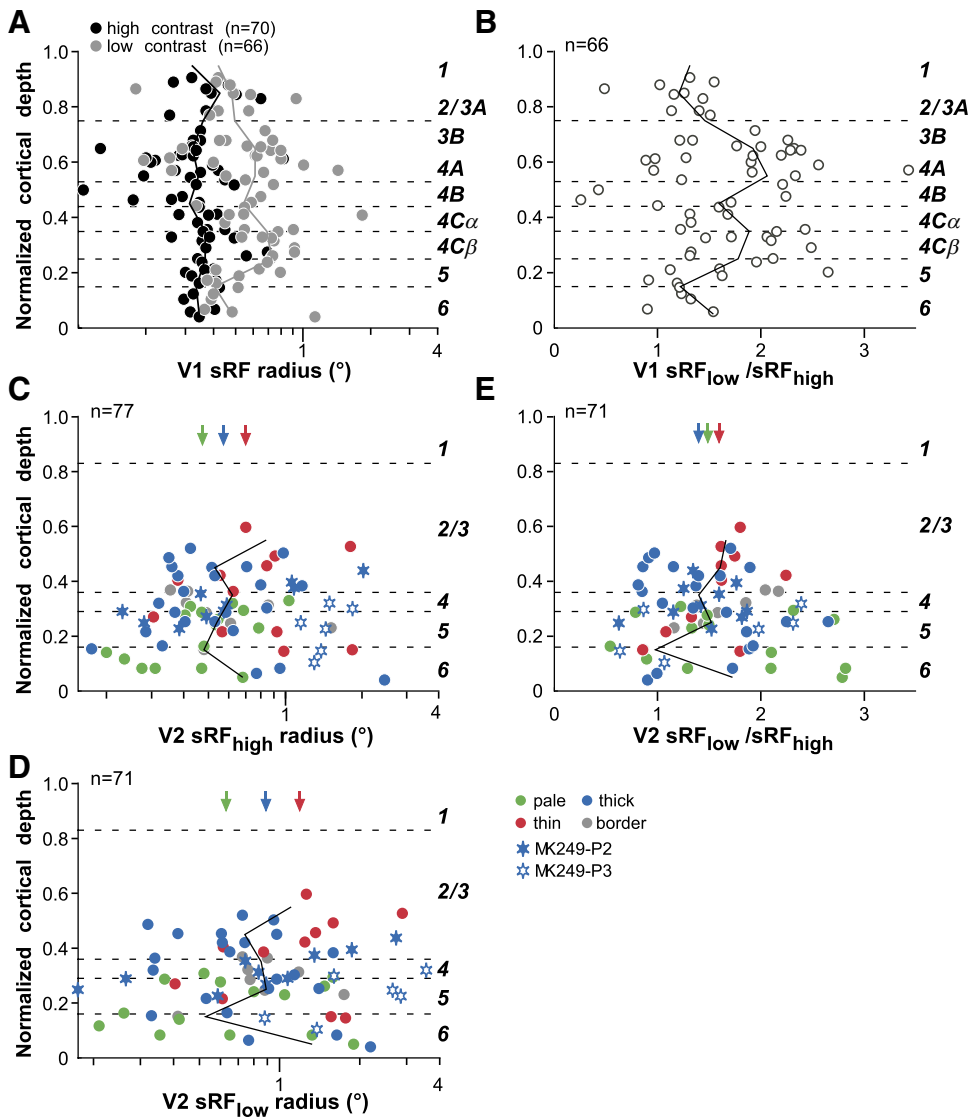 A
high contrast (n=70)
low contrast (n=66)
1.0
0.8
0.6
0.4
0.2
0
Normalized cortical depth
1
2/3A
3B
4A
4B
4Cα
4Cβ
5
6
1
4
V1 sRF radius (°)
B
n=66
1.0
0.8
0.6
0.4
0.2
0
1
2/3A
3B
4A
4B
4Cα
4Cβ
5
6
0
1
2
3
V1 sRFlow /sRFhigh
C
n=77
1.0
0.8
0.6
0.4
0.2
0
Normalized cortical depth
1
2/3
4
5
6
1
4
V2 sRFhigh radius (°)
E
n=71
1.0
0.8
0.6
0.4
0.2
0
1
2/3
4
5
6
0
1
2
3
V2 sRFlow /sRFhigh
D
n=71
1.0
0.8
0.6
0.4
0.2
0
Normalized cortical depth
1
2/3
4
5
6
1
4
V2 sRFlow radius (°)
pale thick
thin border
MK249-P2
MK249-P3